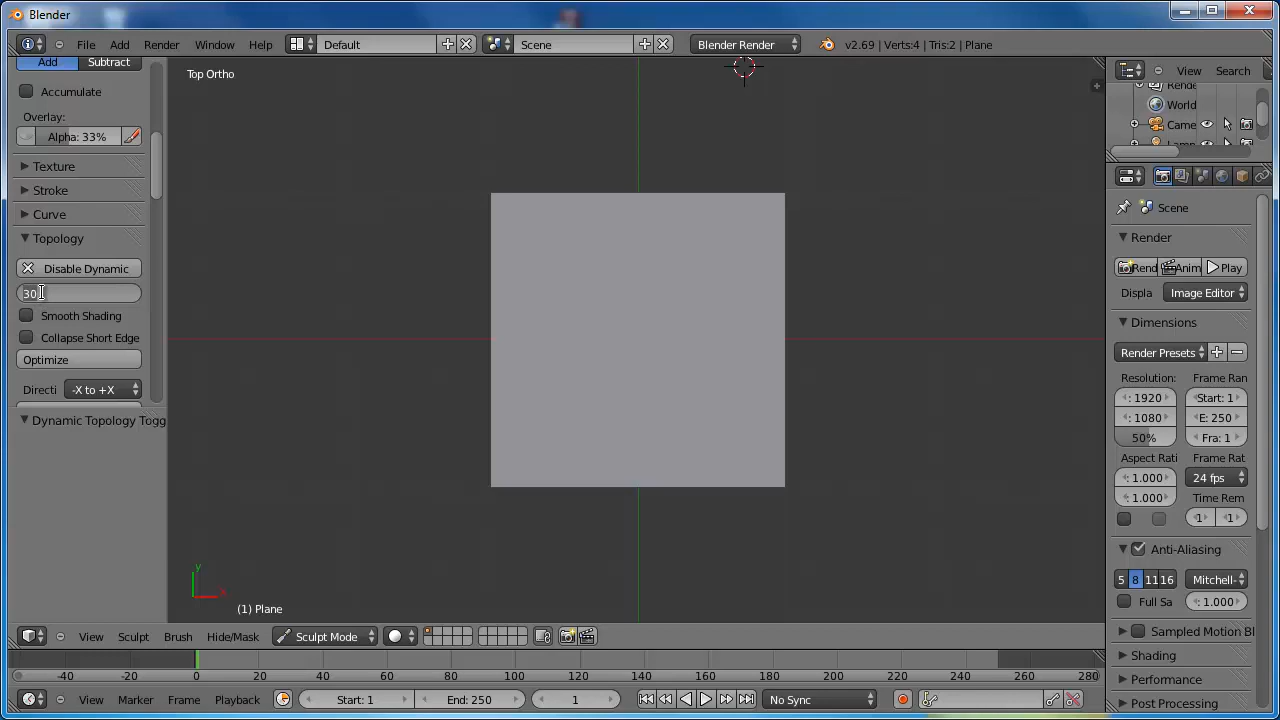 Blender
File Add Render Window Help Default Scene Blender Render v2.69 | Verts:4 | Tris:2 | Plane
Add Subtract
Accumulate
Overlay:
Alpha: 33%
Texture
Stroke
Curve
Topology
Disable Dynamic
30
Smooth Shading
Collapse Short Edge
Optimize
Directi -X to +X
Dynamic Topology Togg
Top Ortho
y
x
(1) Plane
View Search
Rende
World
Came
Lamp
Scene
Render
Rend Anim Play
Displa Image Editor
Dimensions
Render Presets
Resolution: Frame Ran
: 1920 Start: 1
: 1080 E: 250
50% Fra: 1
Aspect Rati Frame Rat
: 1.000 24 fps
: 1.000 Time Rem
1 1
Anti-Aliasing
5 8 11 16 Mitchell-
Full Sa : 1.000
Sampled Motion Bl
Shading
Performance
Post Processing
View Sculpt Brush Hide/Mask Sculpt Mode
-40 -20 0 20 40 60 80 100 120 140 160 180 200 220 240 260 280
View Marker Frame Playback Start: 1 End: 250 1 No Sync